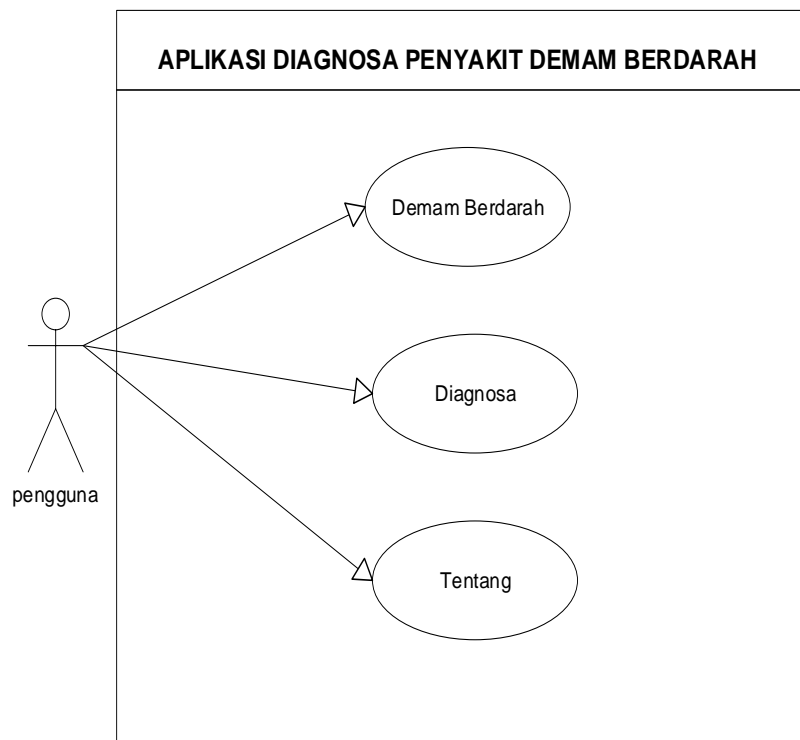 APLIKASI DIAGNOSA PENYAKIT DEMAM BERDARAH
Demam Berdarah
Diagnosa
pengguna
Tentang